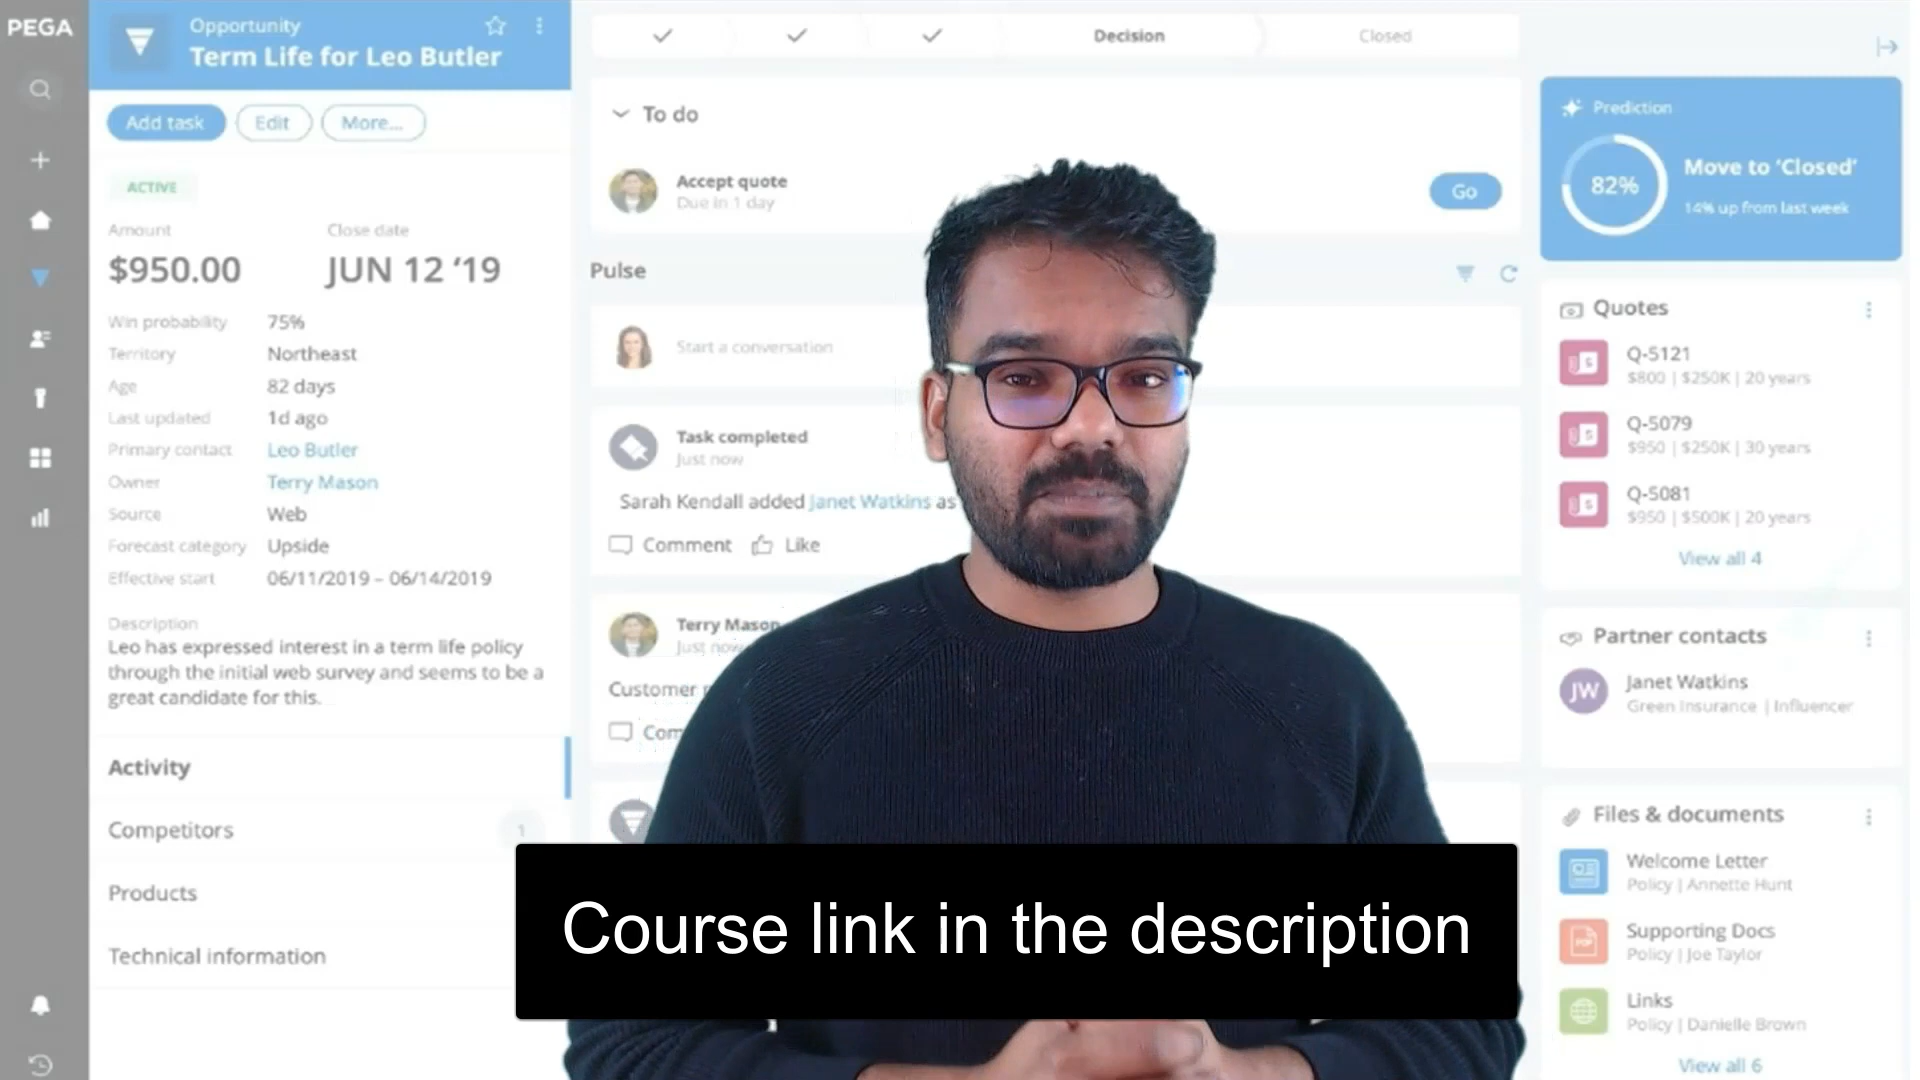 PEGA
Opportunity
Term Life for Leo Butler
Add task
Edit
More...
ACTIVE
Amount
Close date
$950.00
JUN 12 ‘19
Win probability 75%
Territory Northeast
Age 82 days
Last updated 1d ago
Primary contact Leo Butler
Owner Terry Mason
Source Web
Forecast category Upside
Effective start 06/11/2019 – 06/14/2019
Description
Leo has expressed interest in a term life policy
through the initial web survey and seems to be a
great candidate for this.
Activity
Competitors 1
Products
Technical information
Decision
Closed
To do
Accept quote
Due in 1 day
Go
Pulse
Start a conversation
Task completed
Just now
Sarah Kendall added Janet Watkins as
Comment Like
Terry Mason
Just now
Customer
Com
Course link in the description
Prediction
82%
Move to ‘Closed’
14% up from last week
Quotes
Q-5121
$800 | $250K | 20 years
Q-5079
$950 | $250K | 30 years
Q-5081
$950 | $500K | 20 years
View all 4
Partner contacts
JW
Janet Watkins
Green Insurance | Influencer
Files & documents
Welcome Letter
Policy | Annette Hunt
PDF
Supporting Docs
Policy | Joe Taylor
Links
Policy | Danielle Brown
View all 6